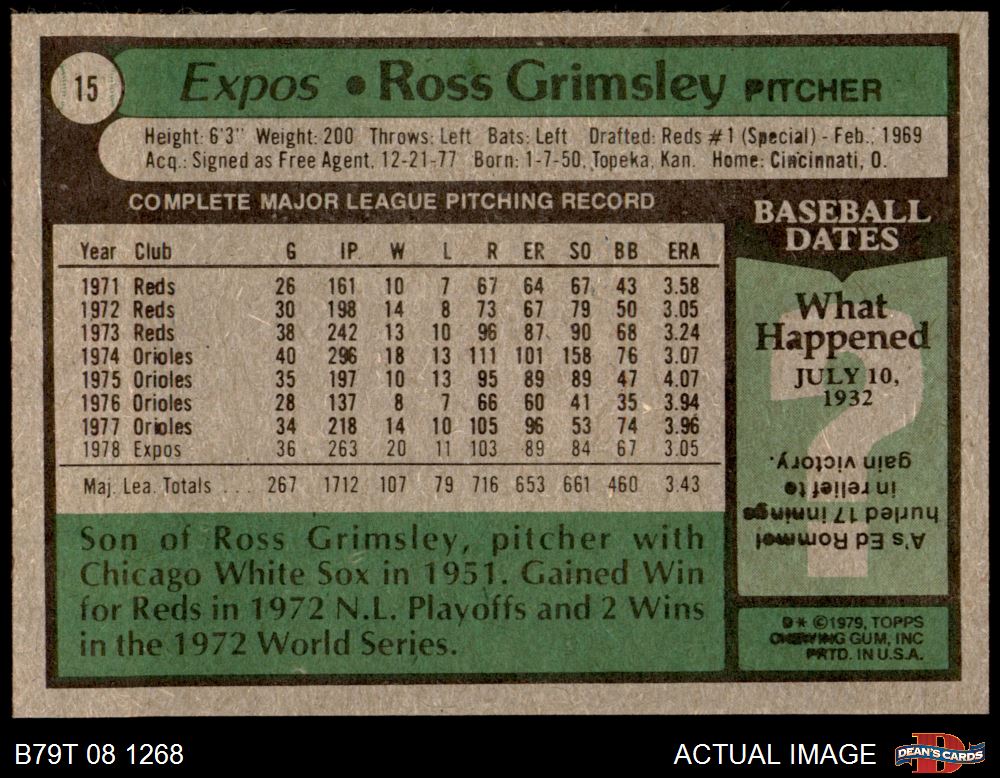 15
Expos • Ross Grimsley PITCHER
Height: 6'3" Weight: 200 Throws: Left Bats: Left Drafted: Reds #1 (Special) - Feb., 1969
Acq.: Signed as Free Agent, 12-21-77 Born: 1-7-50, Topeka, Kan. Home: Cincinnati, O.
COMPLETE MAJOR LEAGUE PITCHING RECORD
Year Club G IP W L R ER SO BB ERA
1971 Reds 26 161 10 7 67 64 67 43 3.58
1972 Reds 30 198 14 8 73 67 79 50 3.05
1973 Reds 38 242 13 10 96 87 90 68 3.24
1974 Orioles 40 296 18 13 111 101 158 76 3.07
1975 Orioles 35 197 10 13 95 89 89 47 4.07
1976 Orioles 28 137 8 7 66 60 41 35 3.94
1977 Orioles 34 218 14 10 105 96 53 74 3.96
1978 Expos 36 263 20 11 103 89 84 67 3.05
Maj. Lea. Totals ... 267 1712 107 79 716 653 661 460 3.43
Son of Ross Grimsley, pitcher with
Chicago White Sox in 1951. Gained Win
for Reds in 1972 N.L. Playoffs and 2 Wins
in the 1972 World Series.
BASEBALL
DATES
What
Happened
JULY 10,
1932
A's Ed Rommel
hurled 17 innings
in relief to
gain victory.
D* ©1979, TOPPS
CHEWING GUM, INC
PRTD. IN U.S.A.
B79T 08 1268
ACTUAL IMAGE
DEAN'S CARDS